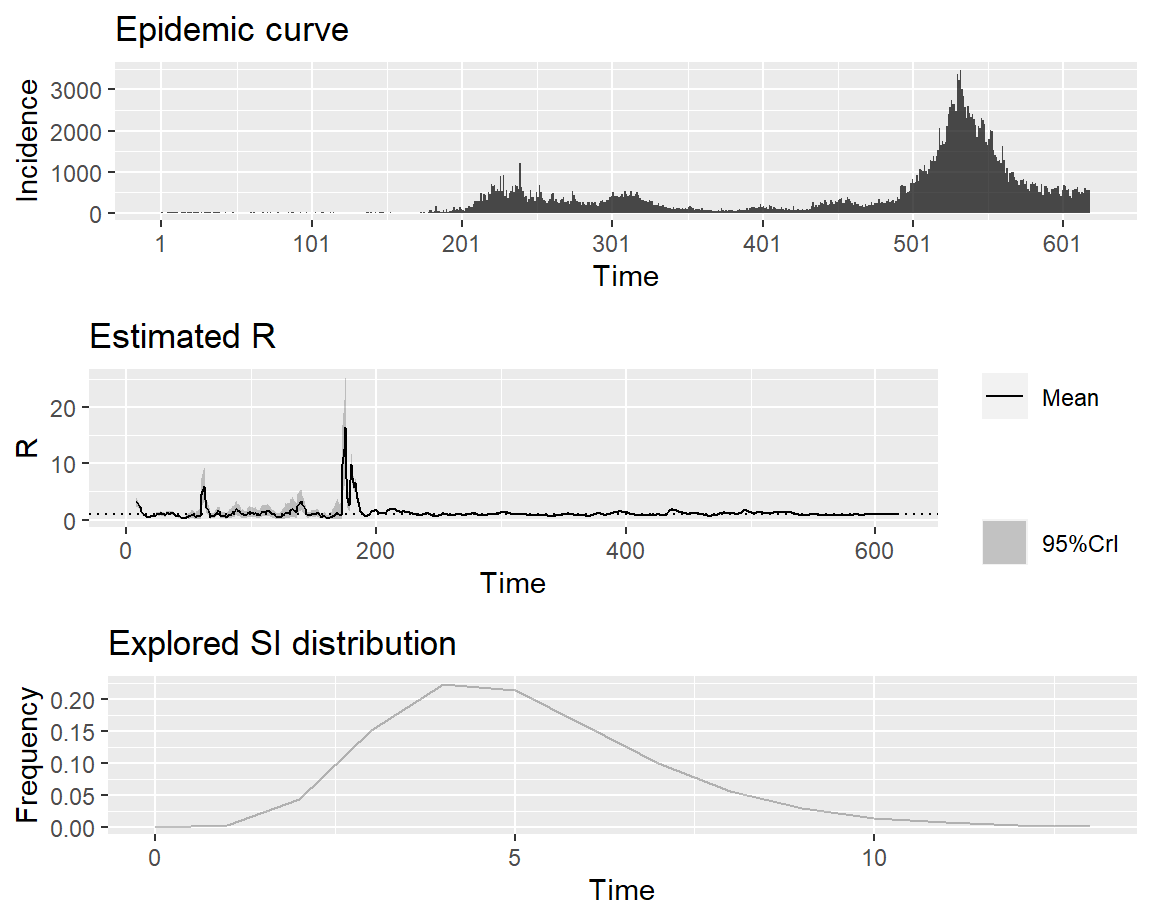 Epidemic curve
Incidence
3000
2000
1000
0
1 101 201 301 401 501 601
Time
Estimated R
R
20
10
0
0 200 400 600
Time
Mean
95%CrI
Explored SI distribution
Frequency
0.20
0.15
0.10
0.05
0.00
0 5 10
Time